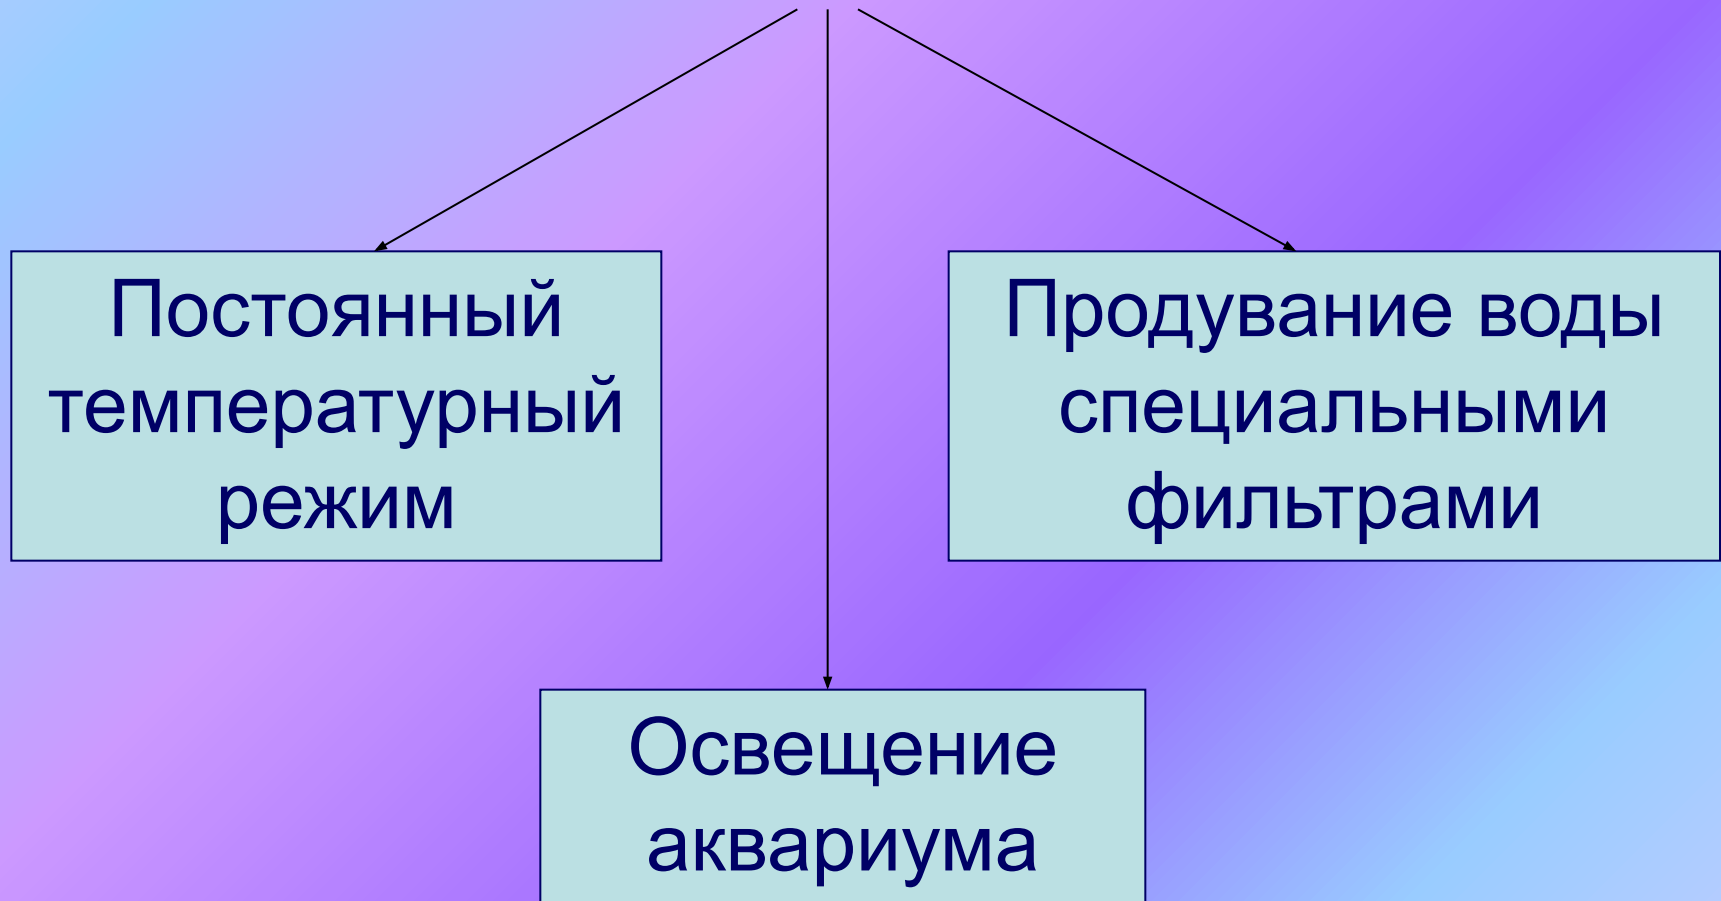 Постоянный
температурный
режим
Продувание воды
специальными
фильтрами
Освещение
аквариума